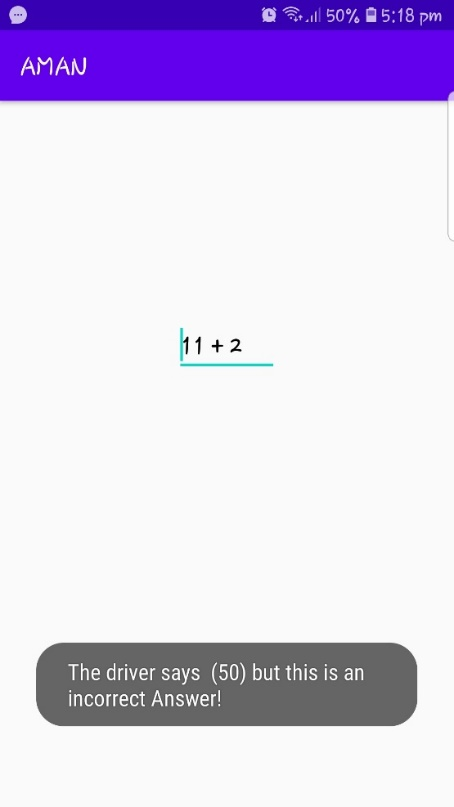 50% 5:18 pm
AMAN
11 + 2
The driver says  (50) but this is an
incorrect Answer!